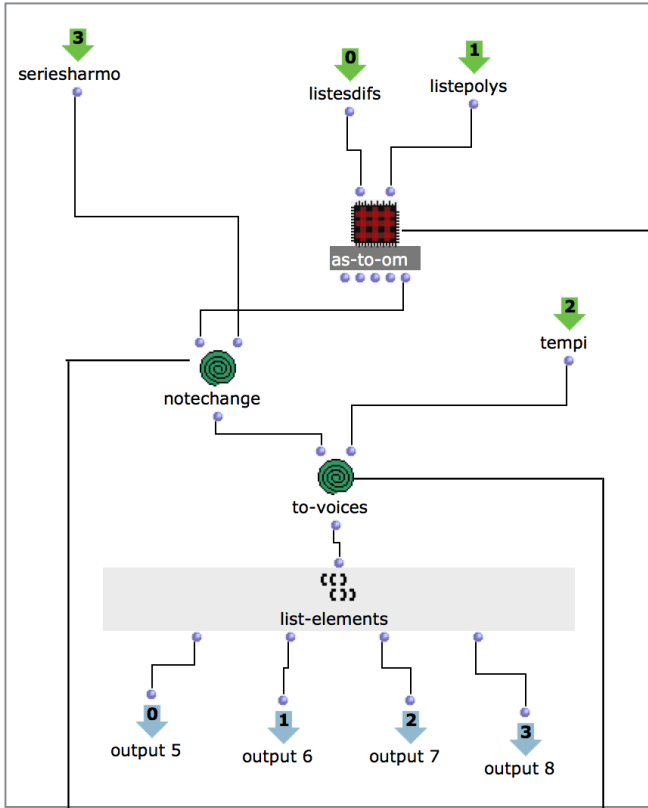 3
seriesharmo
0
listesdifs
1
listepolys
as-to-om
2
tempi
notechange
to-voices
list-elements
0
output 5
1
output 6
2
output 7
3
output 8